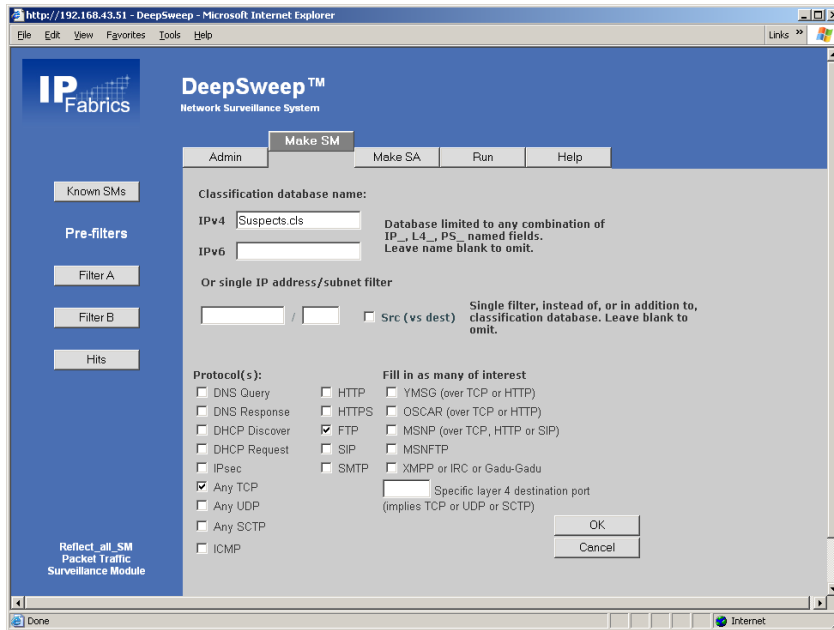 http://192.168.43.51 - DeepSweep - Microsoft Internet Explorer
File Edit View Favorites Tools Help Links »
IP Fabrics
DeepSweep™
Network Surveillance System
Admin Make SM Make SA Run Help
Known SMs
Pre-filters
Filter A
Filter B
Hits
Reflect_all_SM
Packet Traffic
Surveillance Module
Classification database name:
IPv4 Suspects.cls
IPv6
Database limited to any combination of
IP_, L4_, PS_ named fields.
Leave name blank to omit.
Or single IP address/subnet filter
/ Src (vs dest)
Single filter, instead of, or in addition to,
classification database. Leave blank to
omit.
Protocol(s):
DNS Query
DNS Response
DHCP Discover
DHCP Request
IPsec
Any TCP
Any UDP
Any SCTP
ICMP
HTTP
HTTPS
FTP
SIP
SMTP
Fill in as many of interest
YMSG (over TCP or HTTP)
OSCAR (over TCP or HTTP)
MSNP (over TCP, HTTP or SIP)
MSNFTP
XMPP or IRC or Gadu-Gadu
Specific layer 4 destination port
(implies TCP or UDP or SCTP)
OK
Cancel
Done Internet